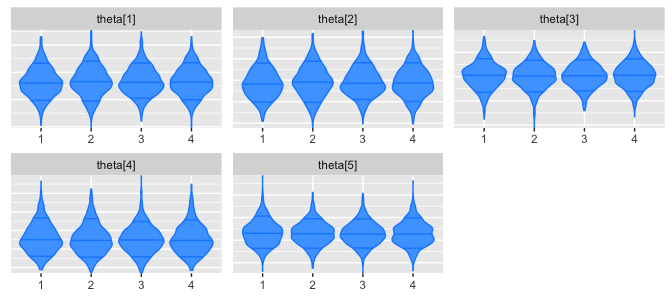 theta[1] theta[2] theta[3]
1 2 3 4 1 2 3 4 1 2 3 4
theta[4] theta[5]
1 2 3 4 1 2 3 4